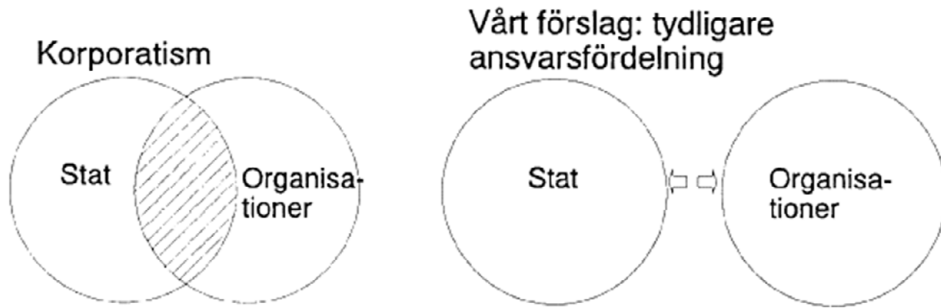 Korporatism
Stat
Organisa-
tioner
Vårt förslag: tydligare
ansvarsfördelning
Stat
Organisa-
tioner